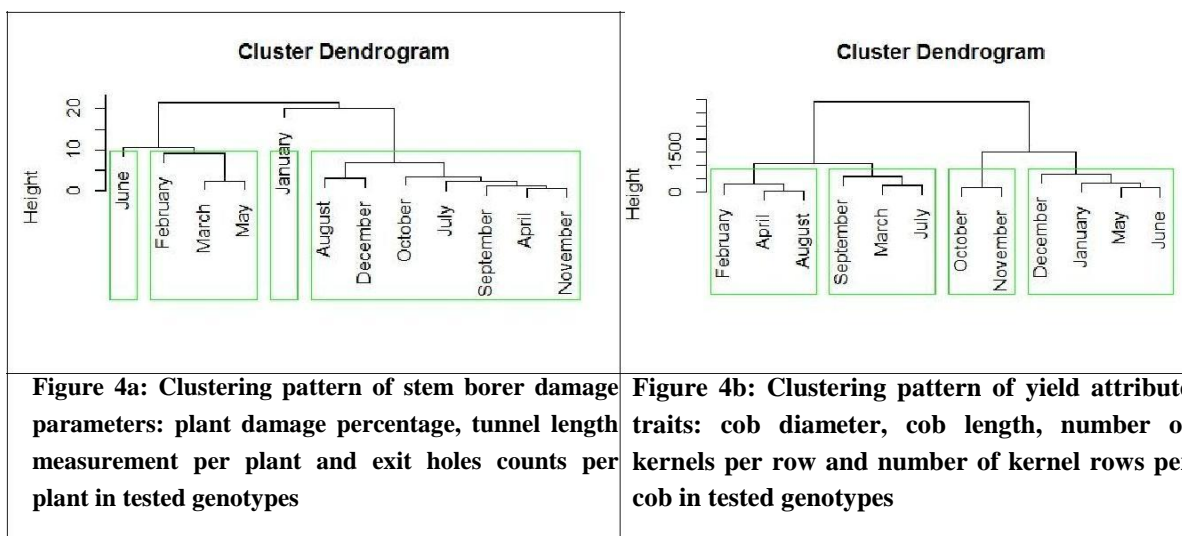 Cluster Dendrogram
Height
0 10 20
June
February
March
May
January
August
December
October
July
September
April
November
Figure 4a: Clustering pattern of stem borer damage
parameters: plant damage percentage, tunnel length
measurement per plant and exit holes counts per
plant in tested genotypes
Cluster Dendrogram
Height
0 1500
February
April
August
September
March
July
October
November
December
January
May
June
Figure 4b: Clustering pattern of yield attribute
traits: cob diameter, cob length, number o
kernels per row and number of kernel rows per
cob in tested genotypes